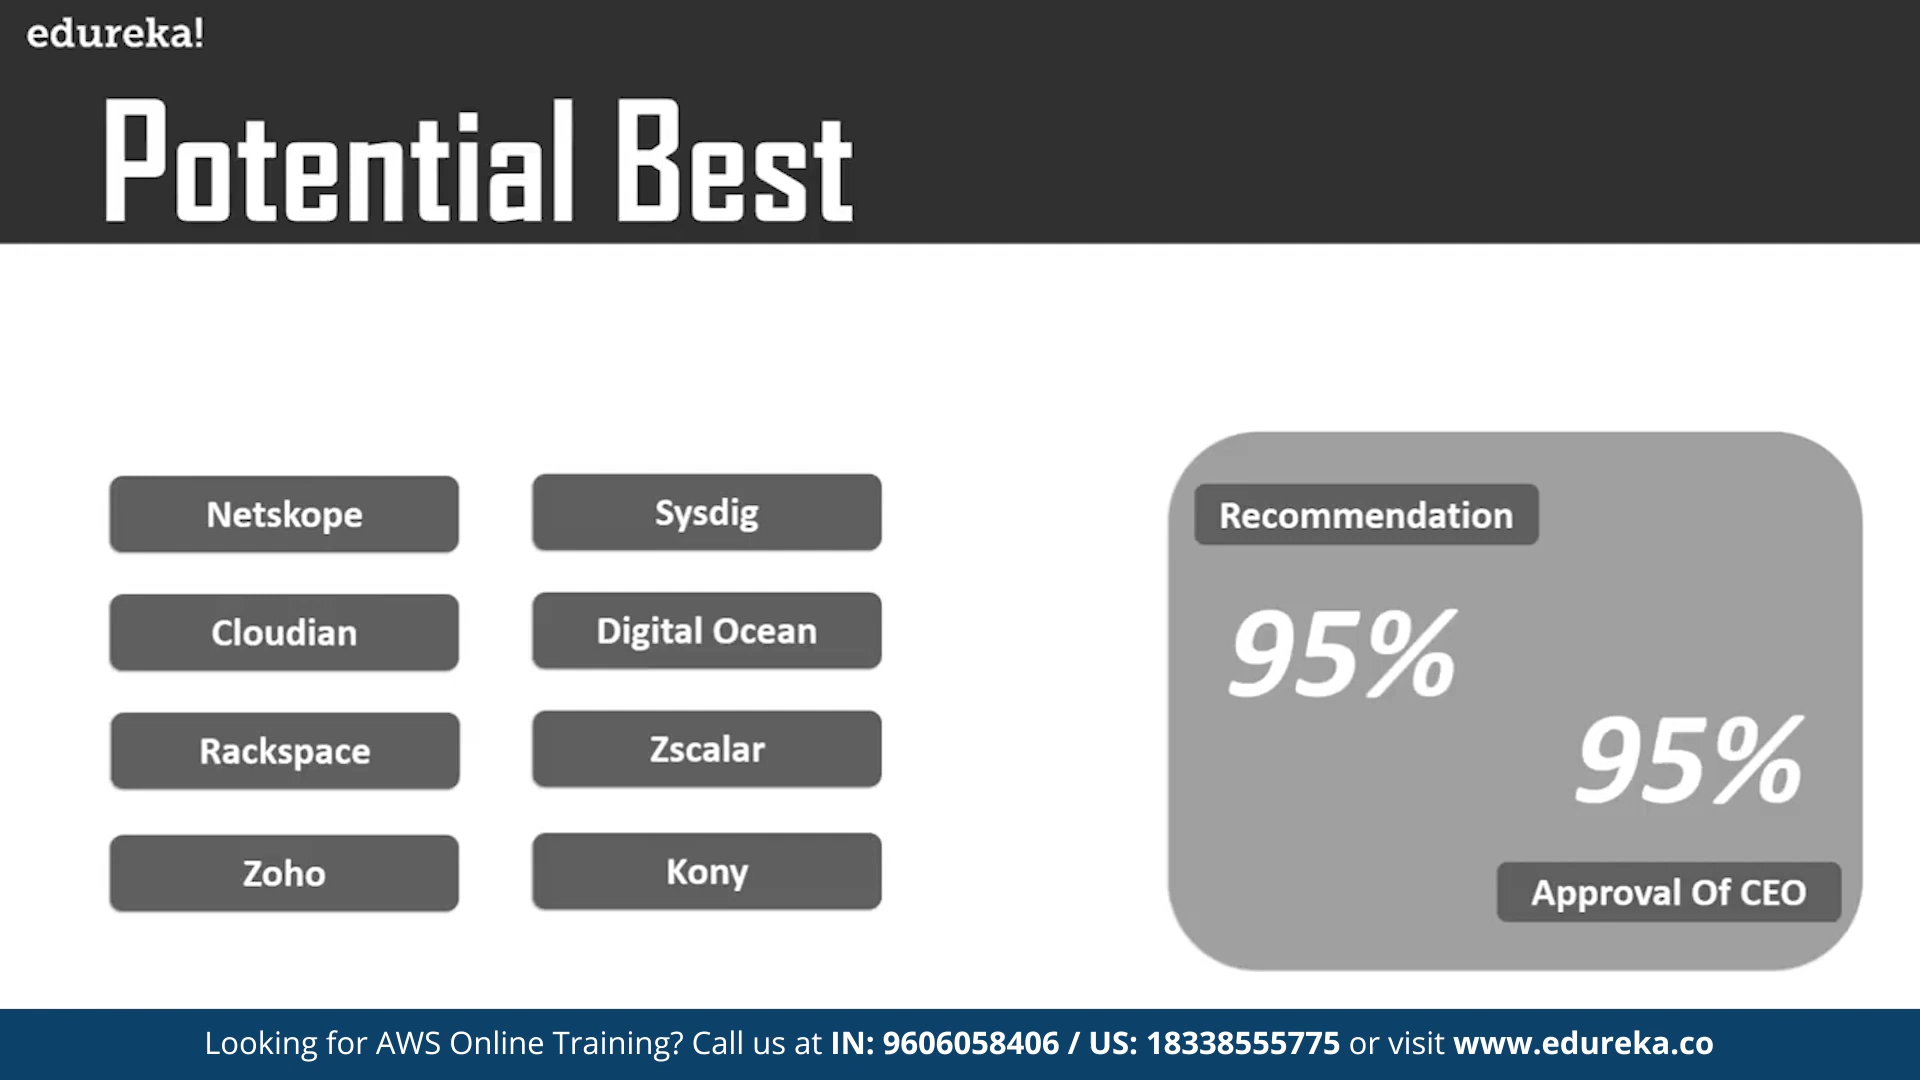 edureka!
Potential Best
Netskope
Sysdig
Cloudian
Digital Ocean
Rackspace
Zscalar
Zoho
Kony
Recommendation
95%
95%
Approval Of CEO
Looking for AWS Online Training? Call us at IN: 9606058406 / US: 18338555775 or visit www.edureka.co